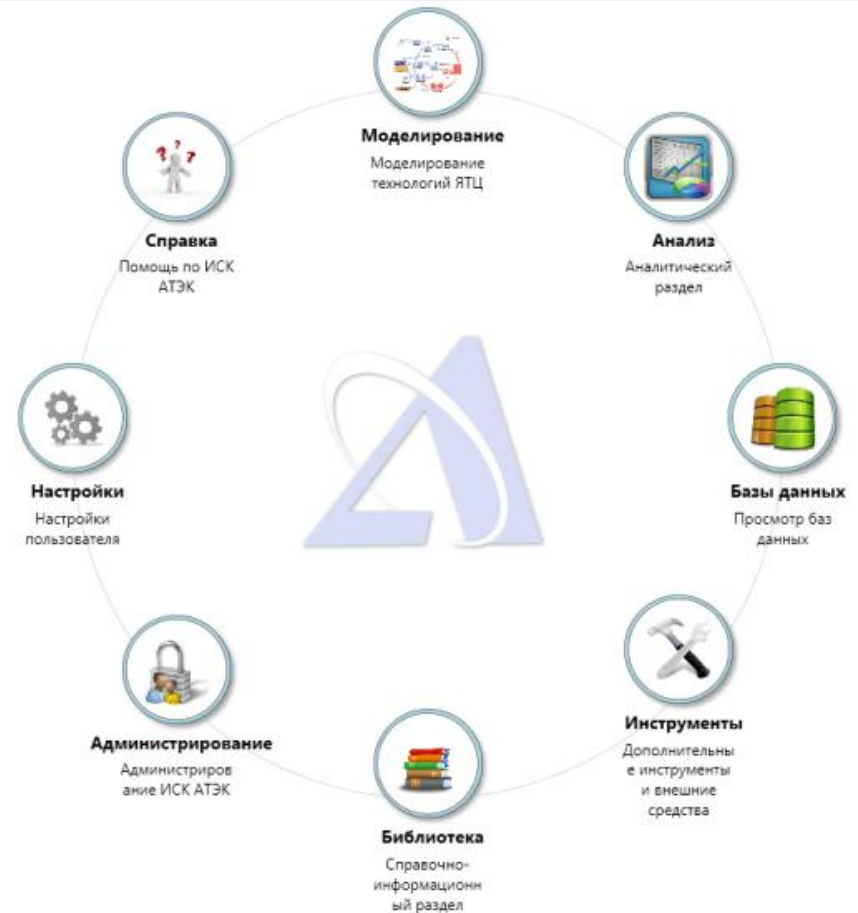 Моделирование
Моделирование
технологий ЯТЦ
Анализ
Аналитический
раздел
Базы данных
Просмотр баз
данных
Инструменты
Дополнительны
е инструменты
и внешние
средства
Библиотека
Справочно-
информационн
ый раздел
Администрирование
Администриров
ание ИСК АТЭК
Настройки
Настройки
пользователя
Справка
Помощь по ИСК
АТЭК